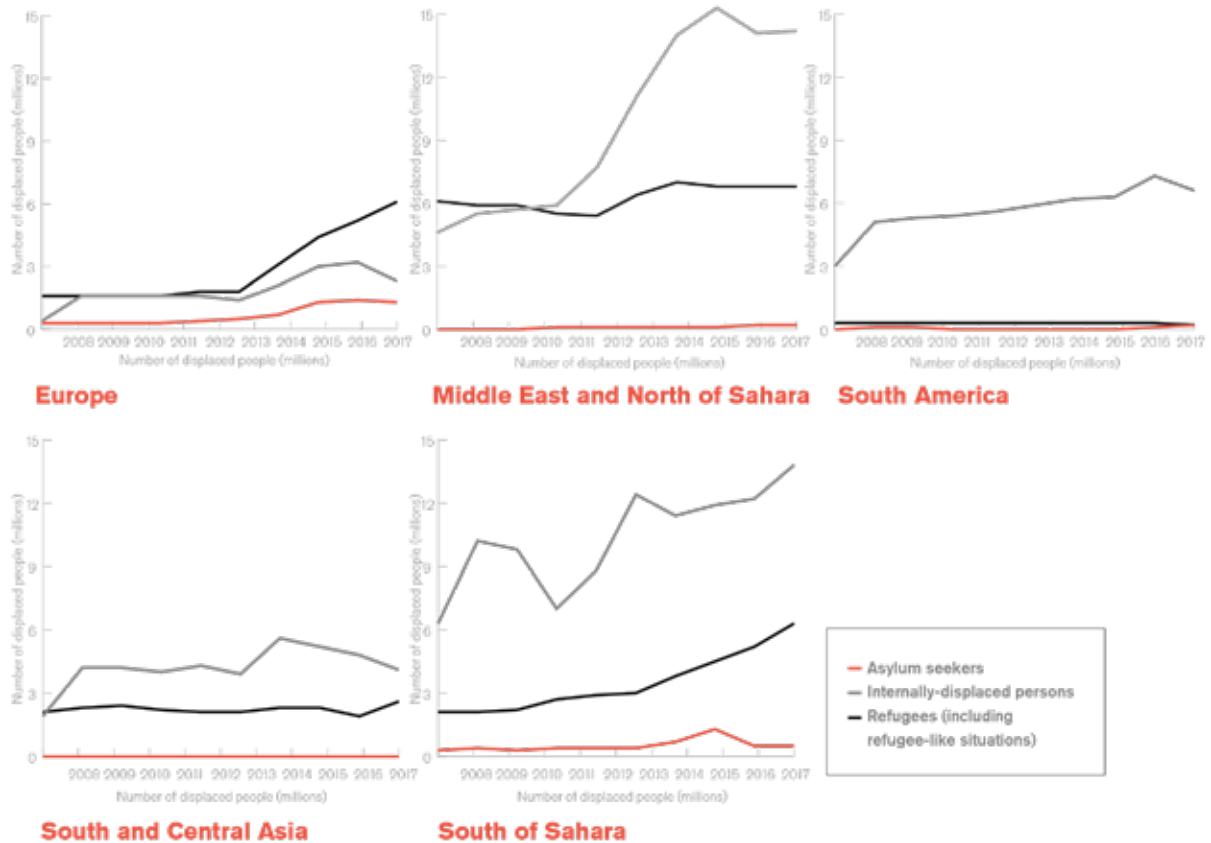 Number of displaced people (millions)
15
12
9
6
3
0
2008 2009 2010 2011 2012 2013 2014 2015 2016 2017
Number of displaced people (millions)
Europe
Number of displaced people (millions)
15
12
9
6
3
0
2008 2009 2010 2011 2012 2013 2014 2015 2016 2017
Number of displaced people (millions)
Middle East and North of Sahara
Number of displaced people (millions)
15
12
9
6
3
0
2008 2009 2010 2011 2012 2013 2014 2015 2016 2017
Number of displaced people (millions)
South America
Number of displaced people (millions)
15
12
9
6
3
0
2008 2009 2010 2011 2012 2013 2014 2015 2016 2017
Number of displaced people (millions)
South and Central Asia
Number of displaced people (millions)
15
12
9
6
3
0
2008 2009 2010 2011 2012 2013 2014 2015 2016 2017
Number of displaced people (millions)
South of Sahara
Asylum seekers
Internally-displaced persons
Refugees (including
refugee-like situations)